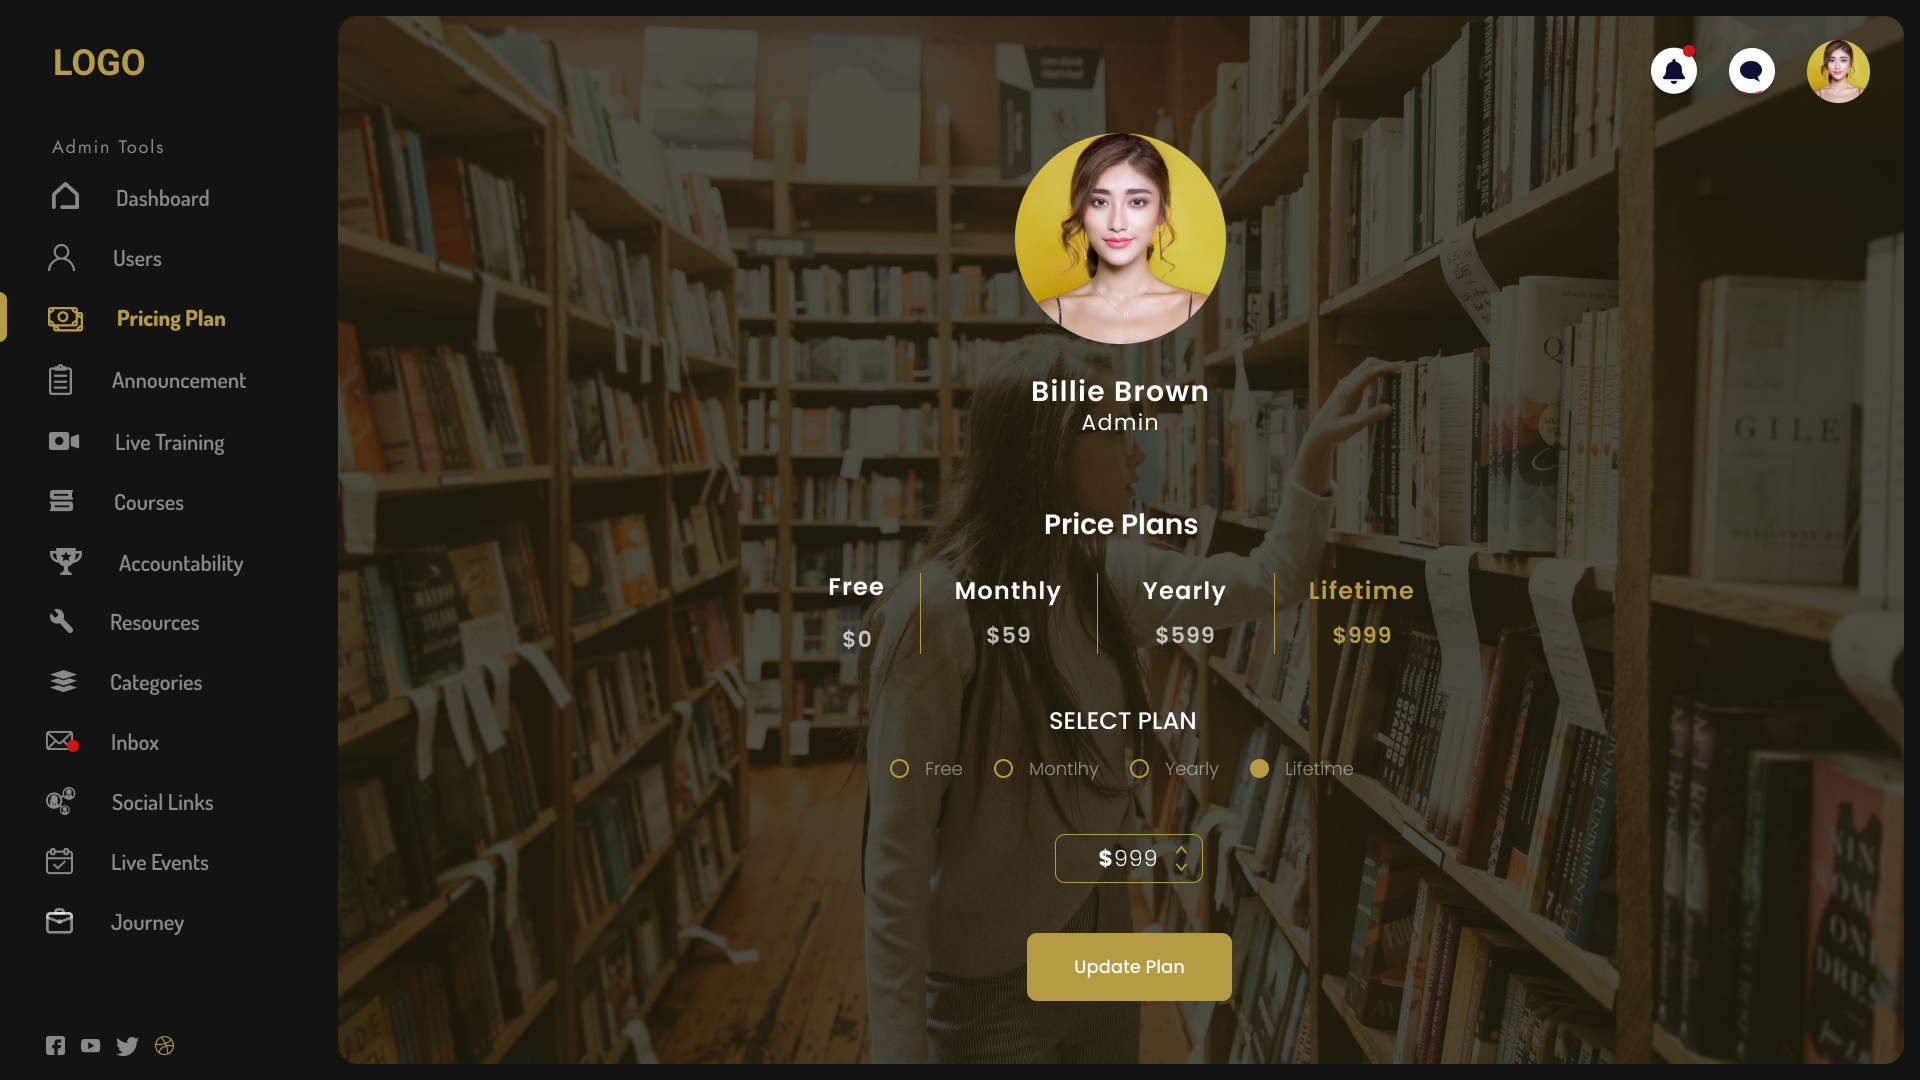 LOGO
Admin Tools
Dashboard
Users
Pricing Plan
Announcement
Live Training
Courses
Accountability
Resources
Categories
Inbox
Social Links
Live Events
Journey
Billie Brown
Admin
Price Plans
Free
Monthly
Yearly
Lifetime
$0
$59
$599
$999
SELECT PLAN
Free
Montlhy
Yearly
Lifetime
$999
Update Plan
GILE